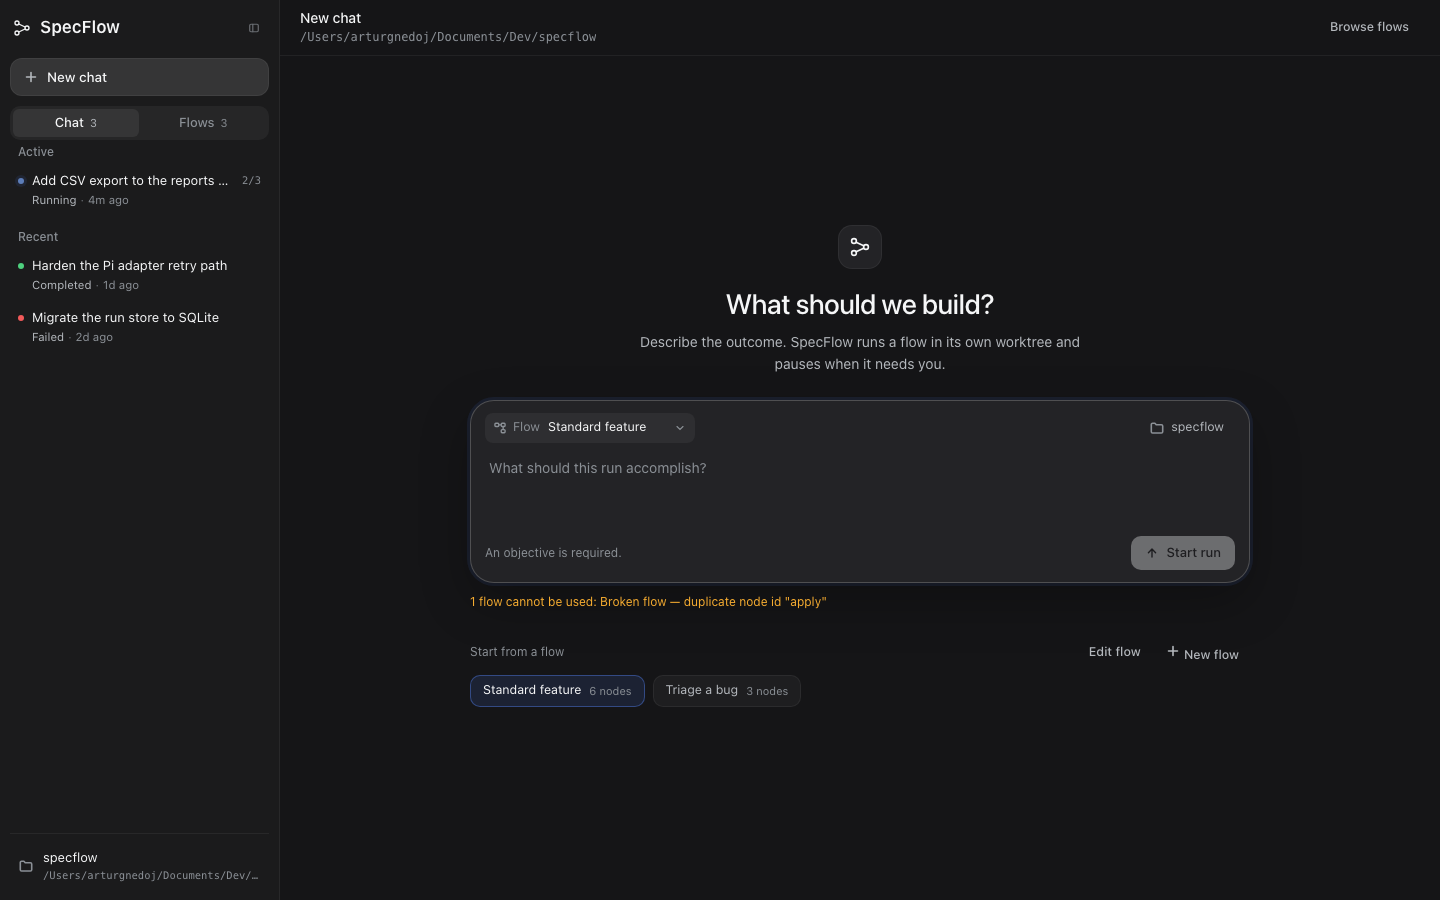 SpecFlow
New chat
Chat 3
Flows 3
Active
Add CSV export to the reports ... 2/3
Running · 4m ago
Recent
Harden the Pi adapter retry path
Completed · 1d ago
Migrate the run store to SQLite
Failed · 2d ago
specflow
/Users/arturgnedoj/Documents/Dev/…
New chat
/Users/arturgnedoj/Documents/Dev/specflow
Browse flows
What should we build?
Describe the outcome. SpecFlow runs a flow in its own worktree and
pauses when it needs you.
Flow Standard feature
specflow
What should this run accomplish?
An objective is required.
Start run
1 flow cannot be used: Broken flow — duplicate node id "apply"
Start from a flow
Edit flow
New flow
Standard feature 6 nodes
Triage a bug 3 nodes